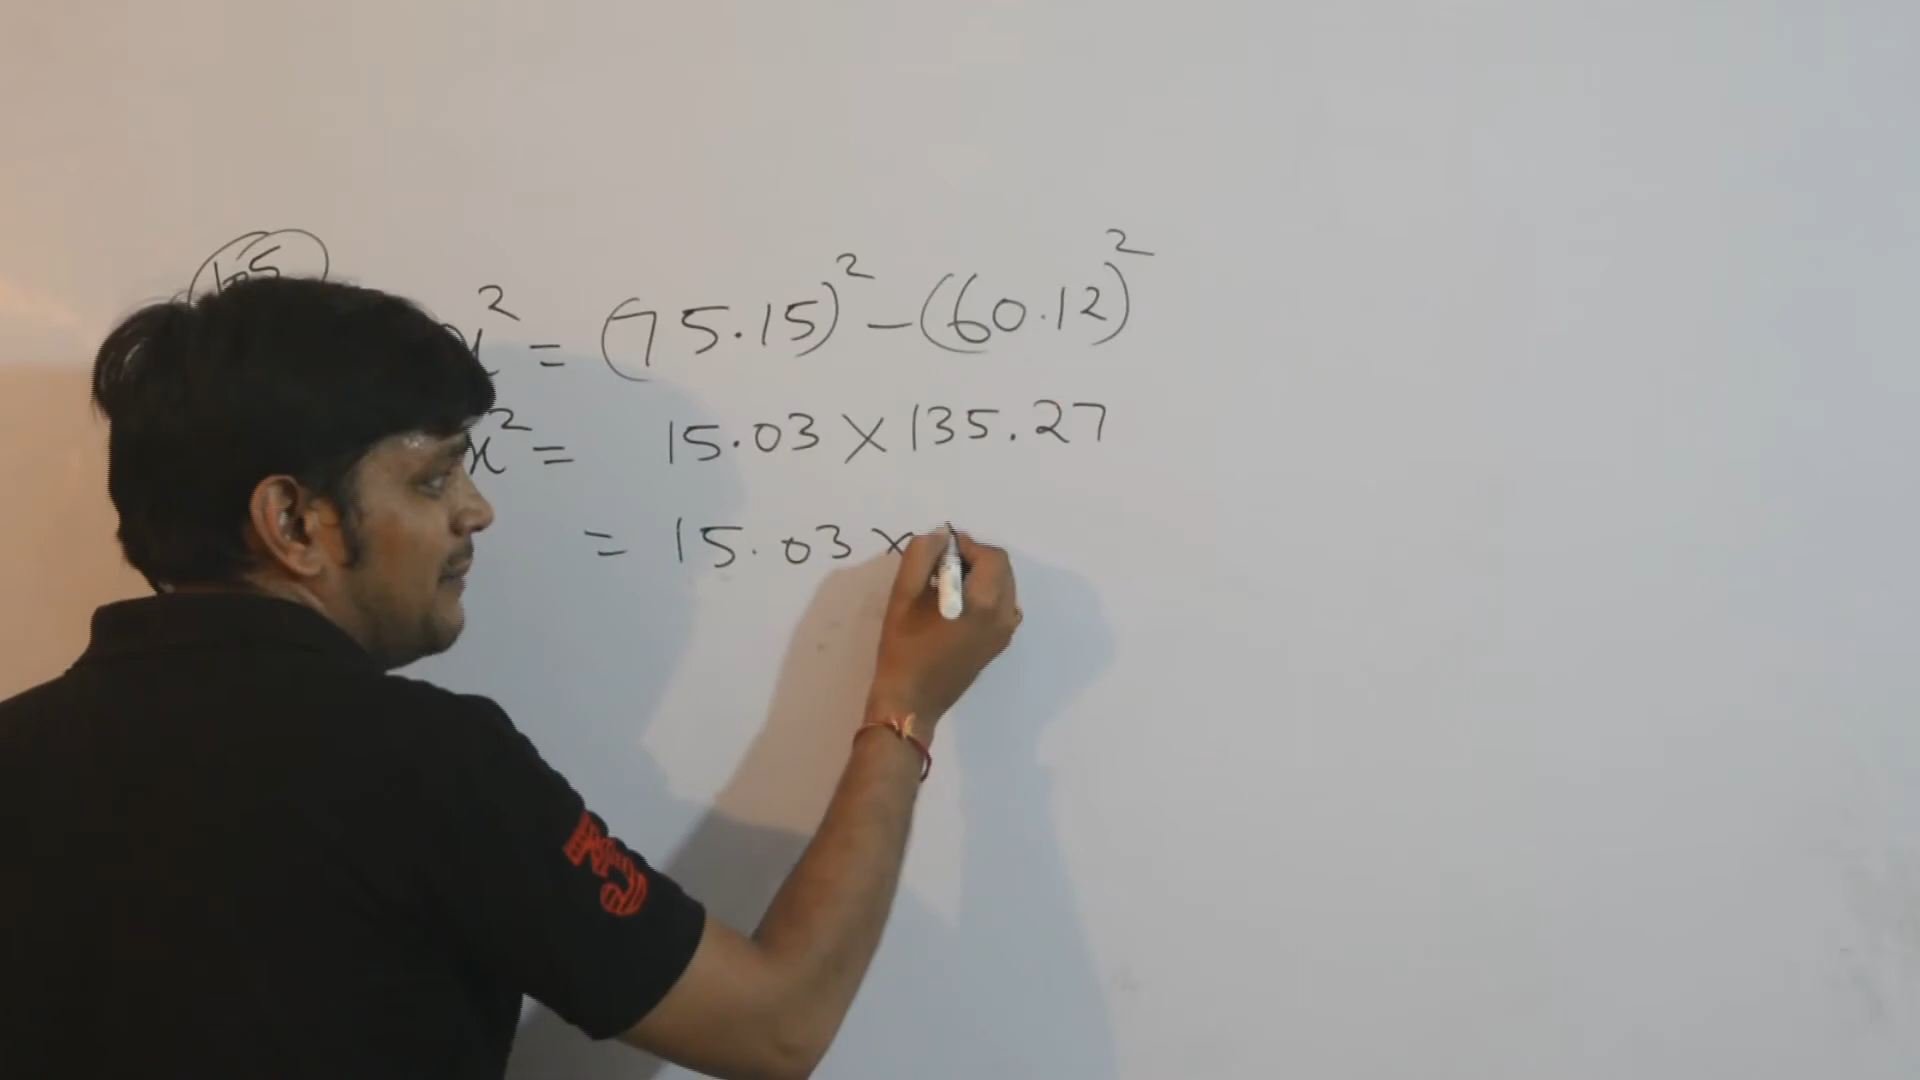 x² = (75.15)² - (60.12)²
x² = 15.03 × 135.27
= 15.03 ×